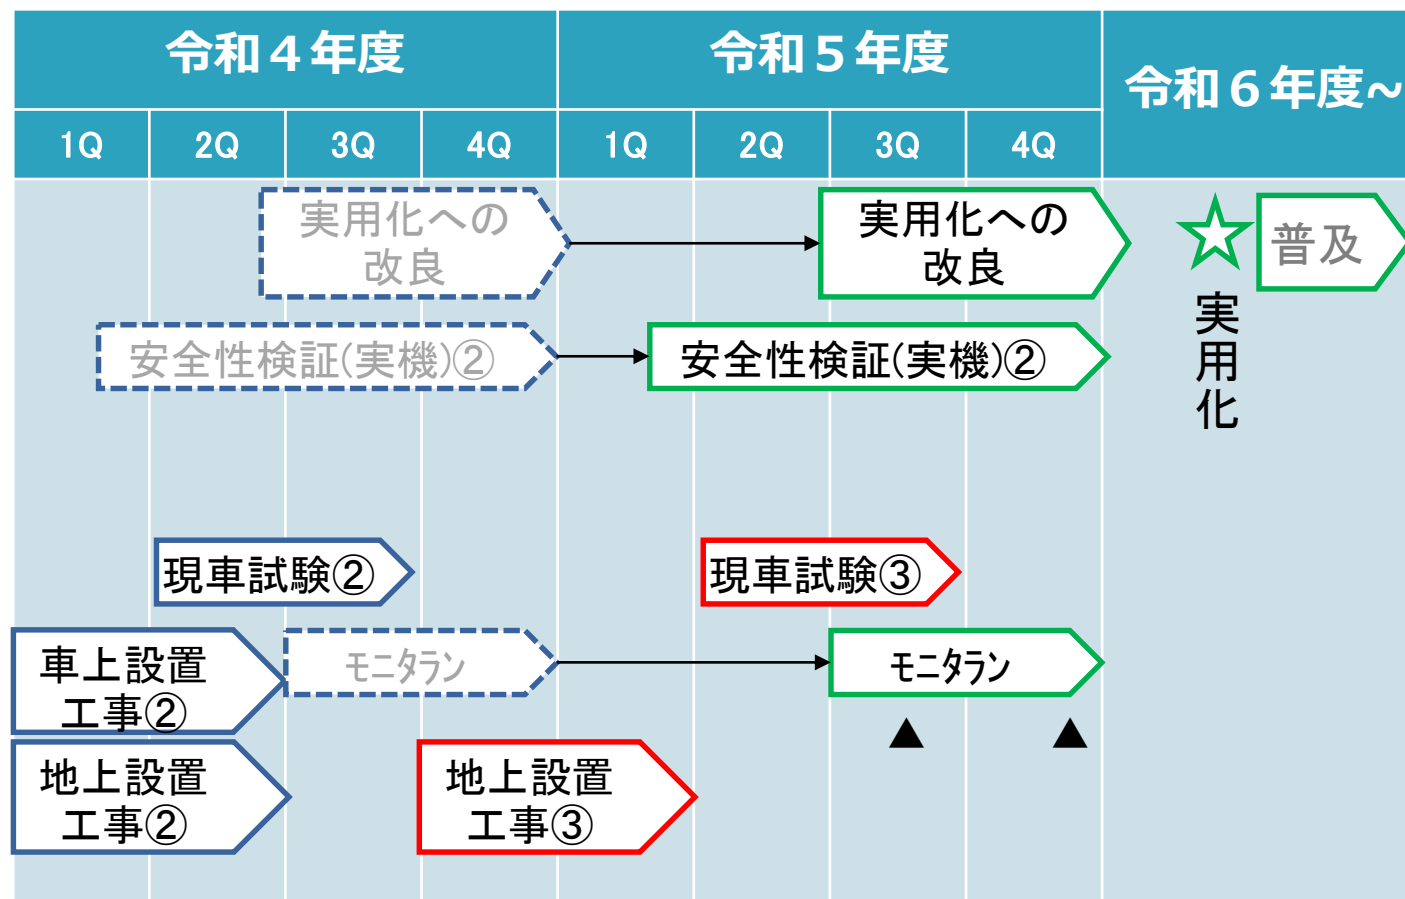 令和４年度
令和５年度
令和６年度~
1Q
2Q
3Q
4Q
1Q
2Q
3Q
4Q
実用化への
改良
実用化への
改良
普及
実用化
安全性検証(実機)②
安全性検証(実機)②
現車試験②
現車試験③
車上設置
工事②
モニタラン
モニタラン
地上設置
工事②
地上設置
工事③